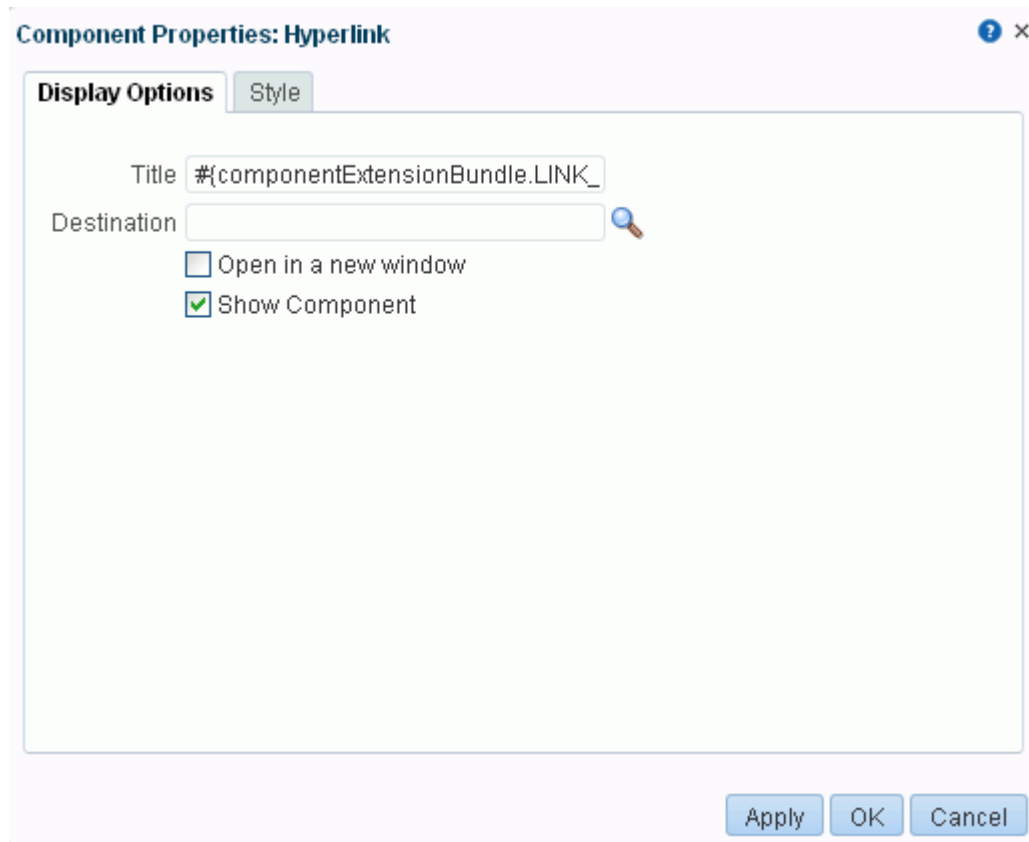 Component Properties: Hyperlink
Display Options Style
Title #{componentExtensionBundle.LINK_
Destination
Open in a new window
Show Component
Apply OK Cancel